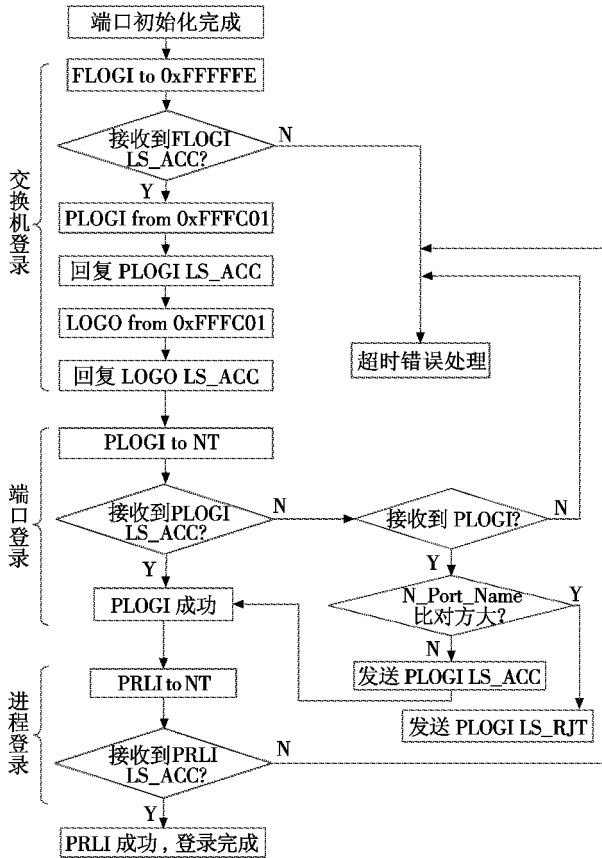 端口初始化完成
FLOGI to 0xFFFFFE
接收到FLOGI
LS_ACC?
N
Y
PLOGI from 0xFFFC01
回复 PLOGI LS_ACC
LOGO from 0xFFFC01
回复 LOGO LS_ACC
交换机登录
超时错误处理
PLOGI to NT
接收到PLOGI
LS_ACC?
N
接收到 PLOGI?
N
Y
Y
端口登录
PLOGI 成功
N_Port_Name
比对方大?
Y
N
发送 PLOGI LS_ACC
发送 PLOGI LS_RJT
PRLI to NT
接收到PRLI
LS_ACC?
N
Y
进程登录
PRLI 成功，登录完成